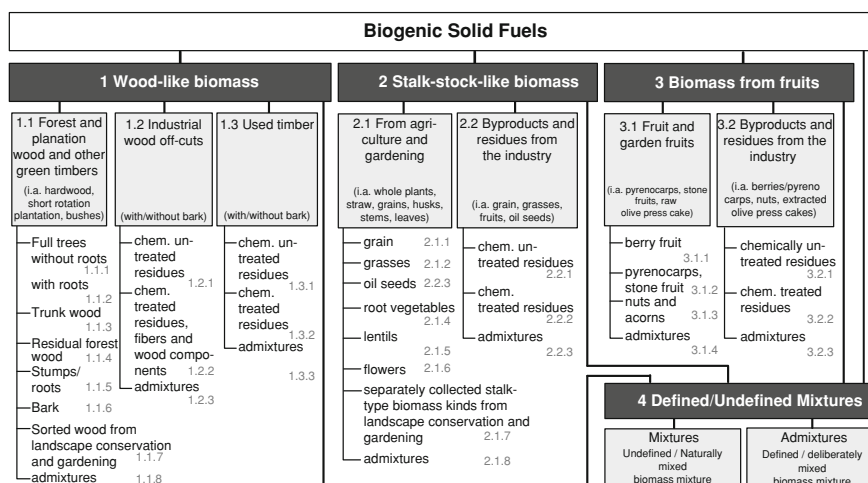 Biogenic Solid Fuels
1 Wood-like biomass
2 Stalk-stock-like biomass
3 Biomass from fruits
1.1 Forest and
planation
wood and other
green timbers
(i.a. hardwood,
short rotation
plantation, bushes)
1.2 Industrial
wood off-cuts
(with/without bark)
1.3 Used timber
(with/without bark)
2.1 From agri-
culture and
gardening
(i.a. whole plants,
straw, grains, husks,
stems, leaves)
2.2 Byproducts and
residues from
the industry
(i.a. grain, grasses,
fruits, oil seeds)
3.1 Fruit and
garden fruits
(i.a. pyrenocarps, stone
fruits, raw
olive press cake)
3.2 Byproducts and
residues from the
industry
(i.a. berries/pyreno
carps, nuts, extracted
olive press cakes)
Full trees
without roots
1.1.1
with roots
1.1.2
Trunk wood
1.1.3
Residual forest
wood 1.1.4
Stumps/
roots 1.1.5
Bark 1.1.6
Sorted wood from
landscape conservation
and gardening 1.1.7
admixtures 1.1.8
chem. un-
treated
residues 1.2.1
chem.
treated
residues,
fibers and
wood compo-
nents 1.2.2
admixtures
1.2.3
chem. un-
treated
residues 1.3.1
chem.
treated
residues
1.3.2
admixtures
1.3.3
grain 2.1.1
grasses 2.1.2
oil seeds 2.2.3
root vegetables
2.1.4
lentils
2.1.5
flowers 2.1.6
separately collected stalk-
type biomass kinds from
landscape conservation and
gardening 2.1.7
admixtures 2.1.8
chem. un-
treated residues
2.2.1
chem.
treated residues
2.2.2
admixtures
2.2.3
berry fruit
3.1.1
pyrenocarps,
stone fruit 3.1.2
nuts and
acorns 3.1.3
admixtures
3.1.4
chemically un-
treated residues
3.2.1
chem. treated
residues
3.2.2
admixtures
3.2.3
4 Defined/Undefined Mixtures
Mixtures
Undefined / Naturally
mixed
biomass mixture
Admixtures
Defined / deliberately
mixed
biomass mixture